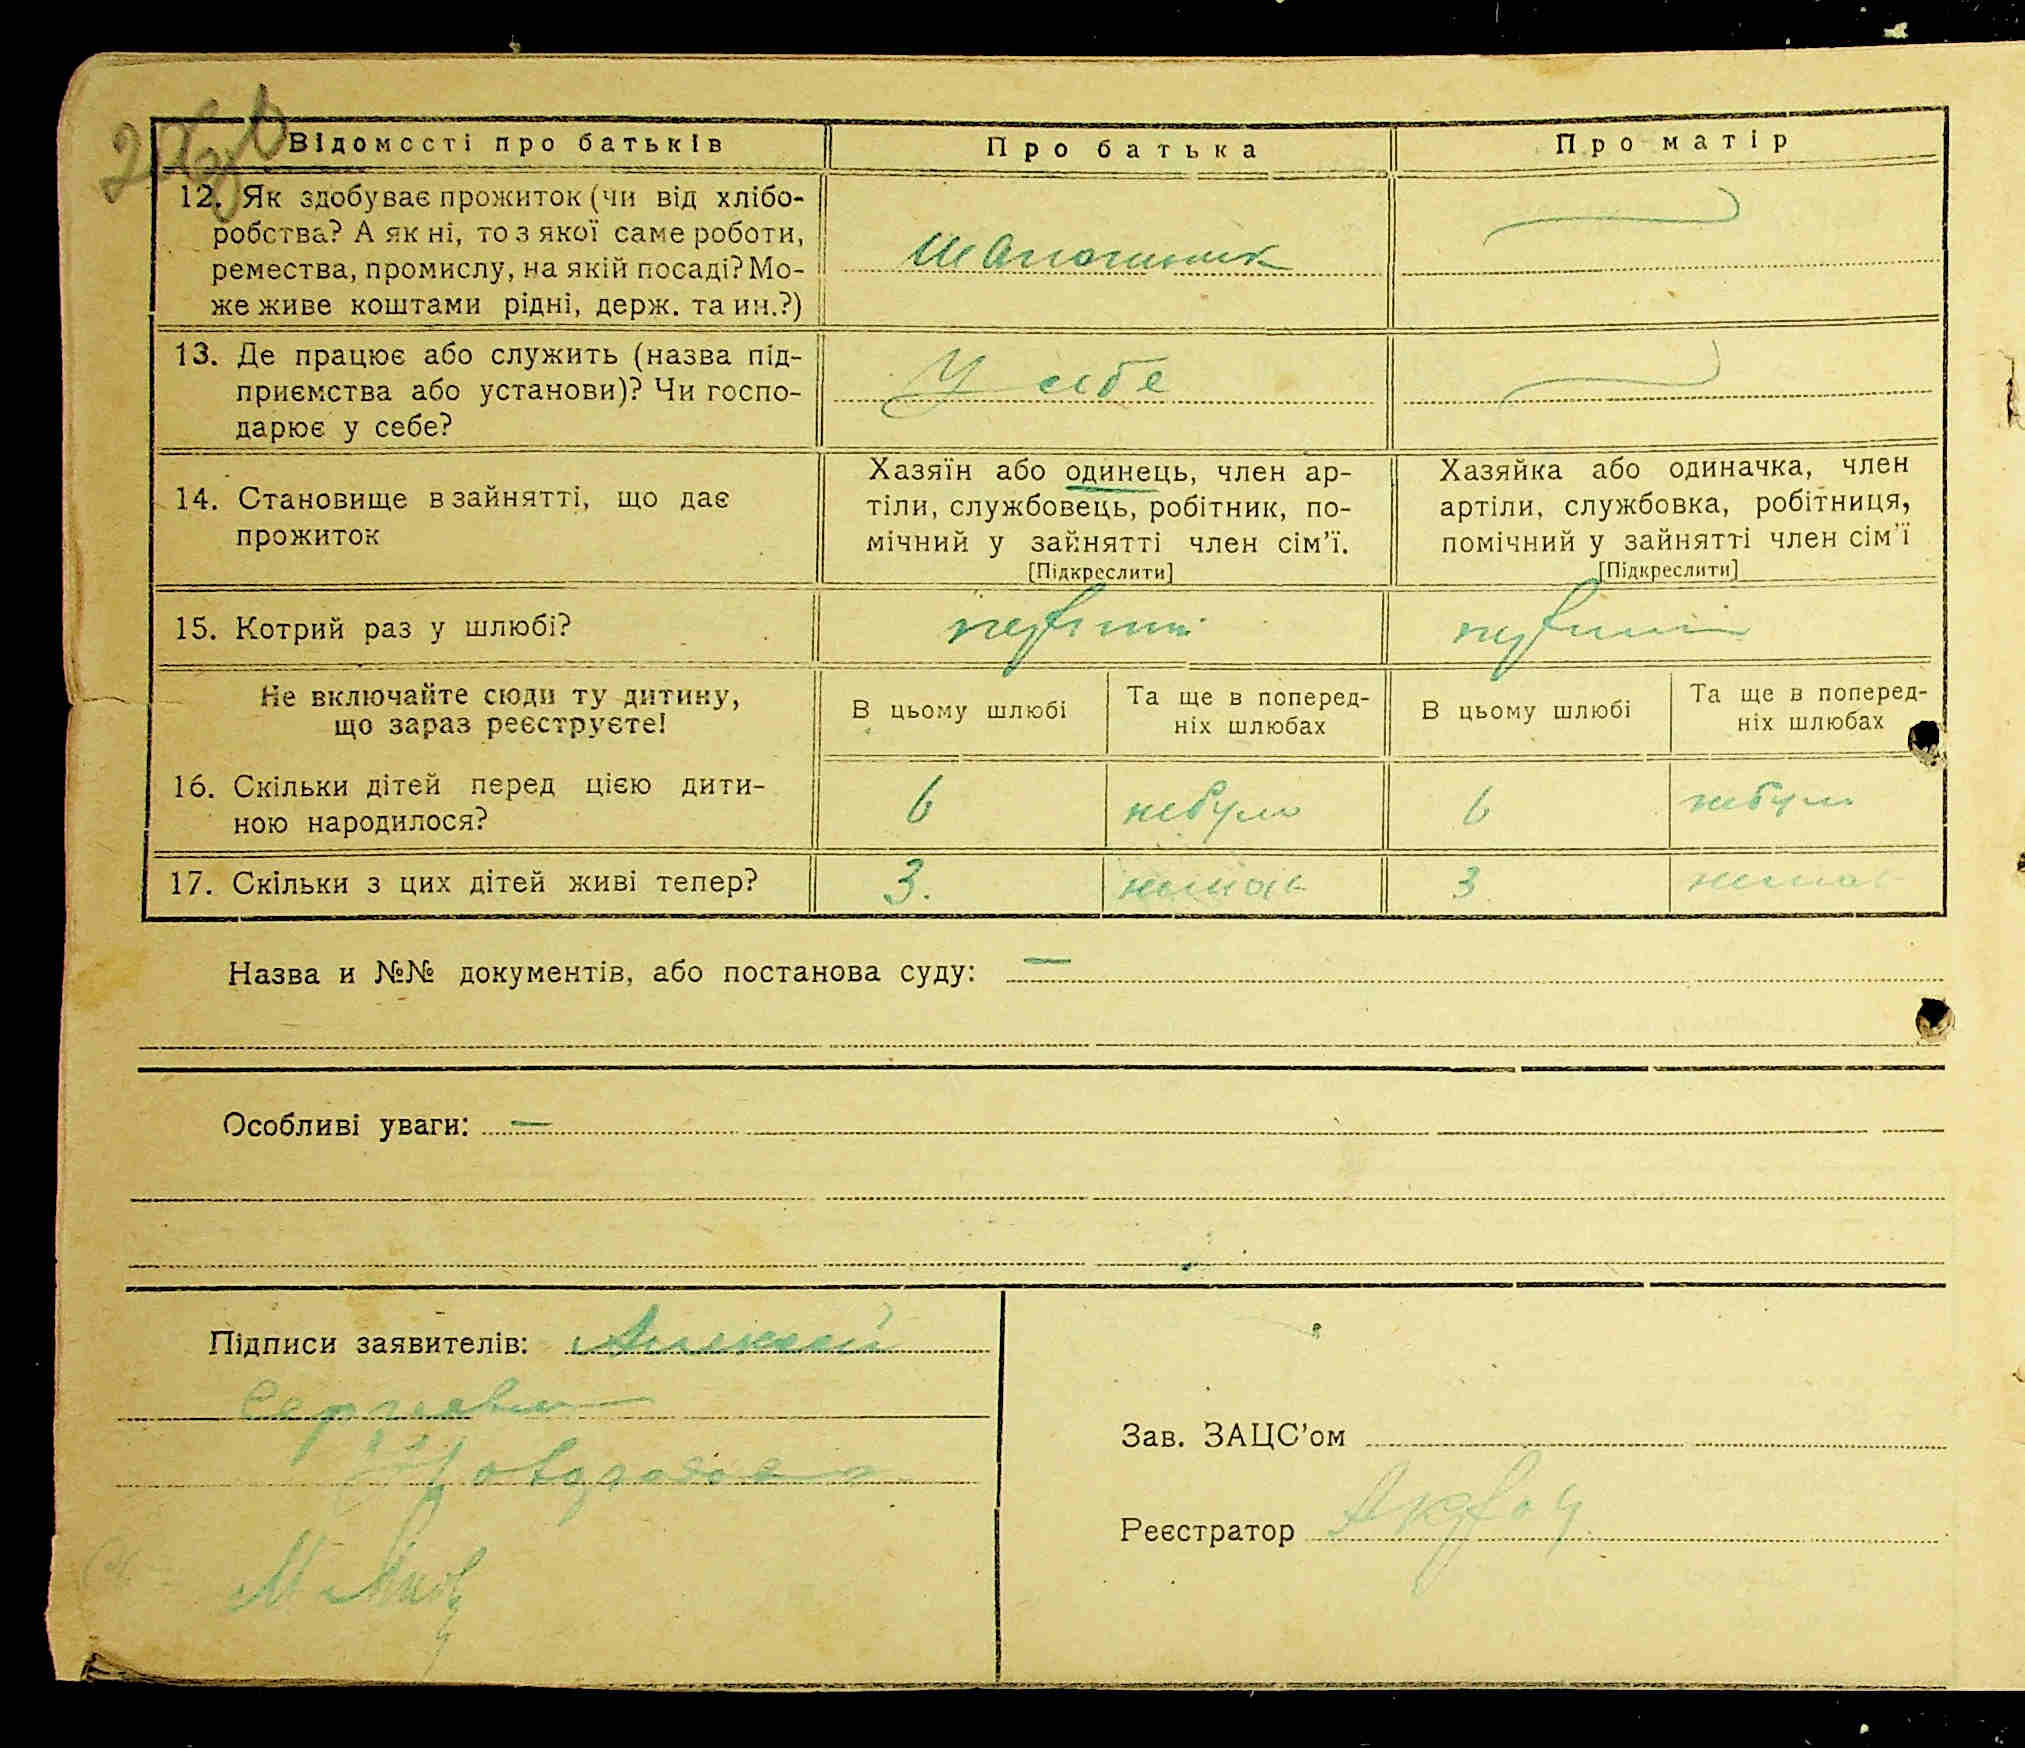 Відомості про батьків
Про батька
Про матір
12. Як здобуває прожиток (чи від хлібо-
робства? А як ні, то з якої саме роботи,
ремества, промислу, на якій посаді? Мо-
же живе коштами рідні, держ. та ин.?)
Шапошник
13. Де працює або служить (назва під-
приємства або установи)? Чи госпо-
дарює у себе?
У себе
14. Становище в зайнятті, що дає
прожиток
Хазяїн або одинець, член ар-
тіли, службовець, робітник, по-
мічний у зайнятті член сім'ї.
[Підкреслити]
Хазяйка або одиначка, член
артіли, службовка, робітниця,
помічний у зайнятті член сім'ї
[Підкреслити]
15. Котрий раз у шлюбі?
Не включайте сюди ту дитину,
що зараз реєструєте!
В цьому шлюбі
Та ще в поперед-
ніх шлюбах
В цьому шлюбі
Та ще в поперед-
ніх шлюбах
16. Скільки дітей перед цією дити-
ною народилося?
6
небуло
6
небуло
17. Скільки з цих дітей живі тепер?
3.
немає
3
немає
Назва и №№ документів, або постанова суду: —
Особливі уваги: —
Підписи заявителів:
Зав. ЗАЦС'ом
Реєстратор